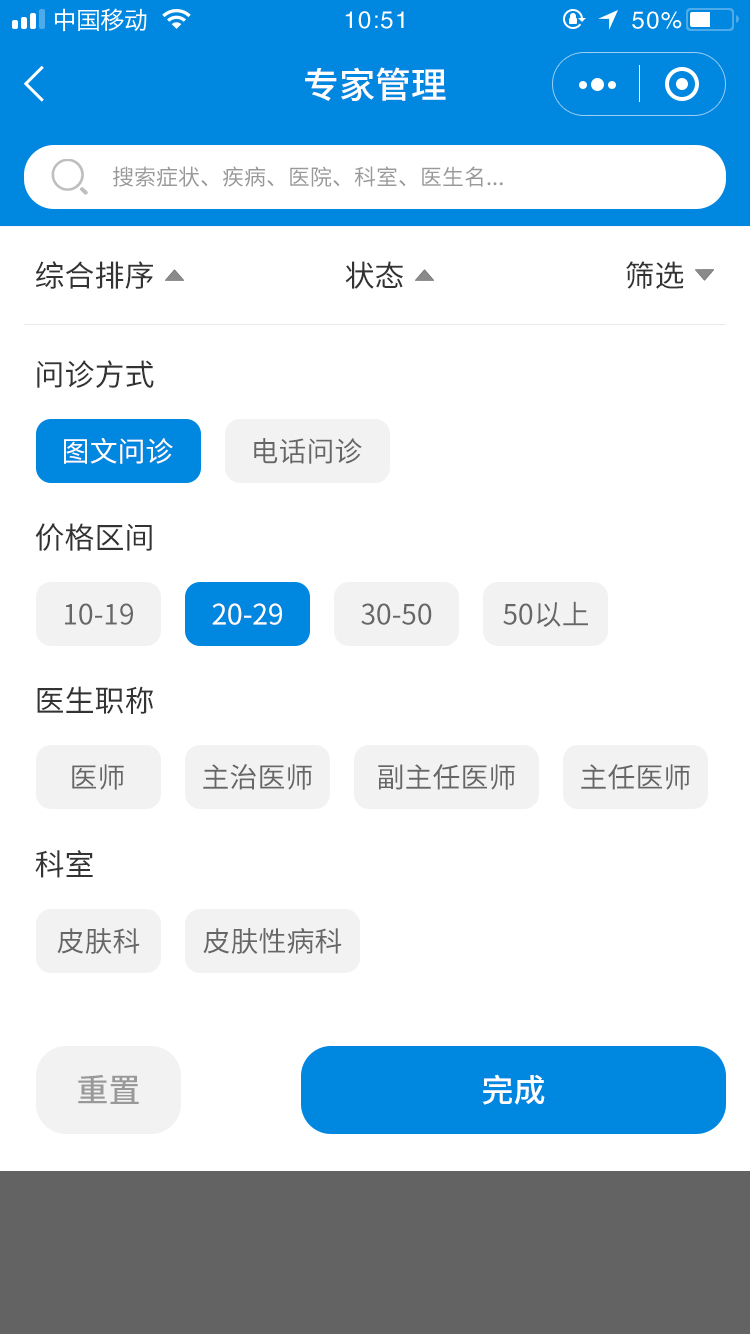 中国移动 10:51 50%
专家管理
搜索症状、疾病、医院、科室、医生名...
综合排序 状态 筛选
问诊方式
图文问诊 电话问诊
价格区间
10-19 20-29 30-50 50以上
医生职称
医师 主治医师 副主任医师 主任医师
科室
皮肤科 皮肤性病科
重置 完成